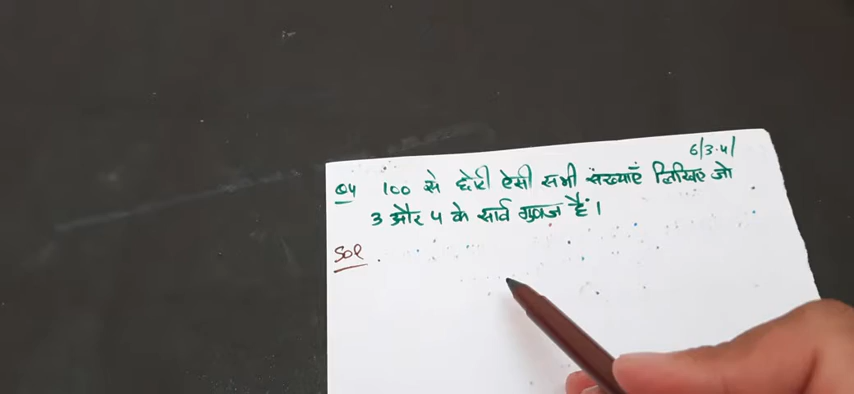 6/3.4/
Q4 100 से छोटी ऐसी सभी संख्याएँ लिखिए जो
3 और 4 के सार्व गुणज हैं।
Sol.